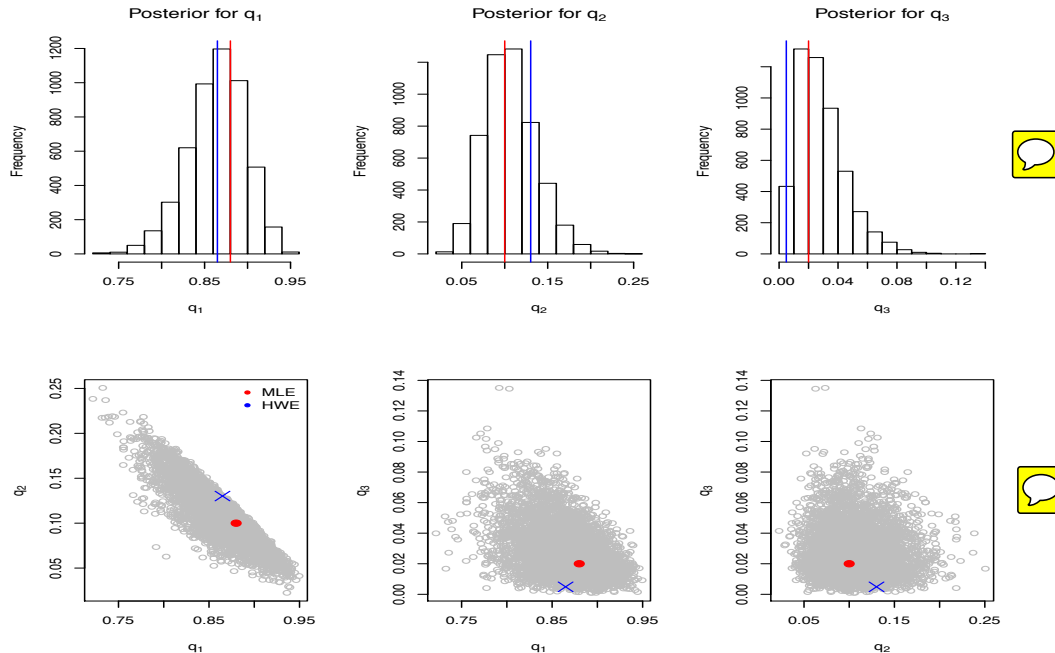 Posterior for q₁
Frequency
0 200 400 600 800 1000 1200
0.75 0.85 0.95
q₁
Posterior for q₂
Frequency
0 200 400 600 800 1000
0.05 0.15 0.25
q₂
Posterior for q₃
Frequency
0 200 400 600 800 1000
0.00 0.04 0.08 0.12
q₃
q₂
0.05 0.10 0.15 0.20 0.25
MLE
HWE
0.75 0.85 0.95
q₁
q₃
0.00 0.02 0.04 0.06 0.08 0.10 0.12 0.14
0.75 0.85 0.95
q₁
q₃
0.00 0.02 0.04 0.06 0.08 0.10 0.12 0.14
0.05 0.15 0.25
q₂